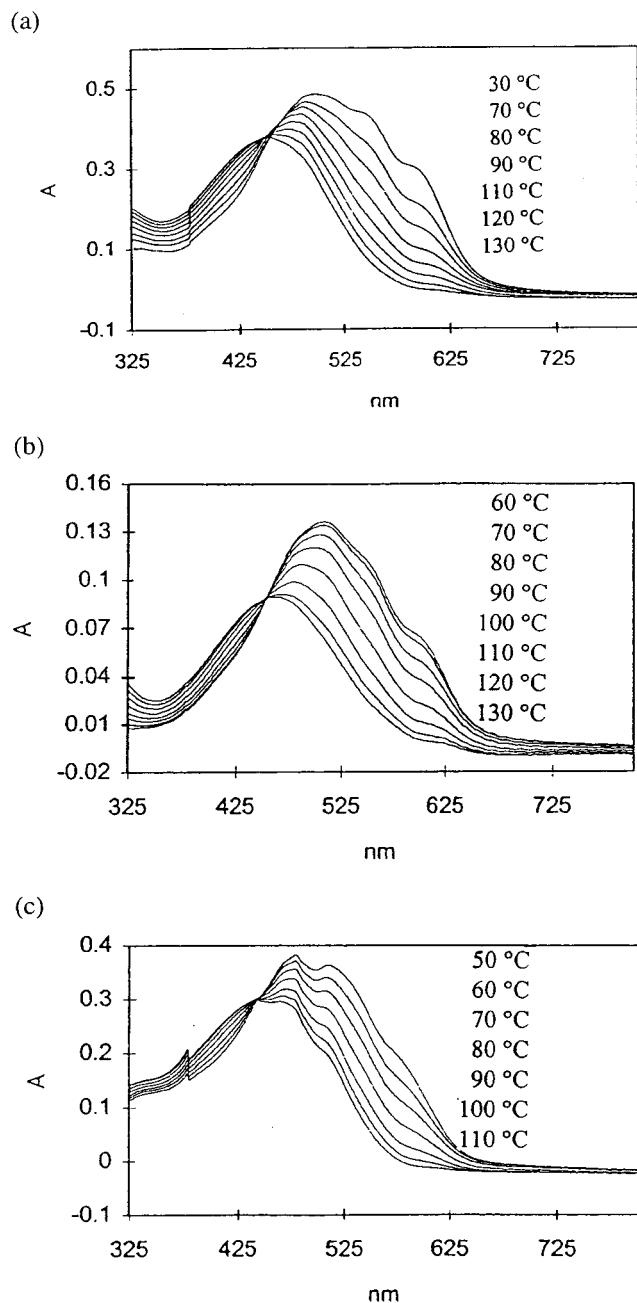 (a)
0.5
0.3
0.1
-0.1
A
325
425
525
625
725
nm
30 °C
70 °C
80 °C
90 °C
110 °C
120 °C
130 °C
(b)
0.16
0.13
0.1
0.07
0.04
0.01
-0.02
A
325
425
525
625
725
nm
60 °C
70 °C
80 °C
90 °C
100 °C
110 °C
120 °C
130 °C
(c)
0.4
0.3
0.2
0.1
0
-0.1
A
325
425
525
625
725
nm
50 °C
60 °C
70 °C
80 °C
90 °C
100 °C
110 °C